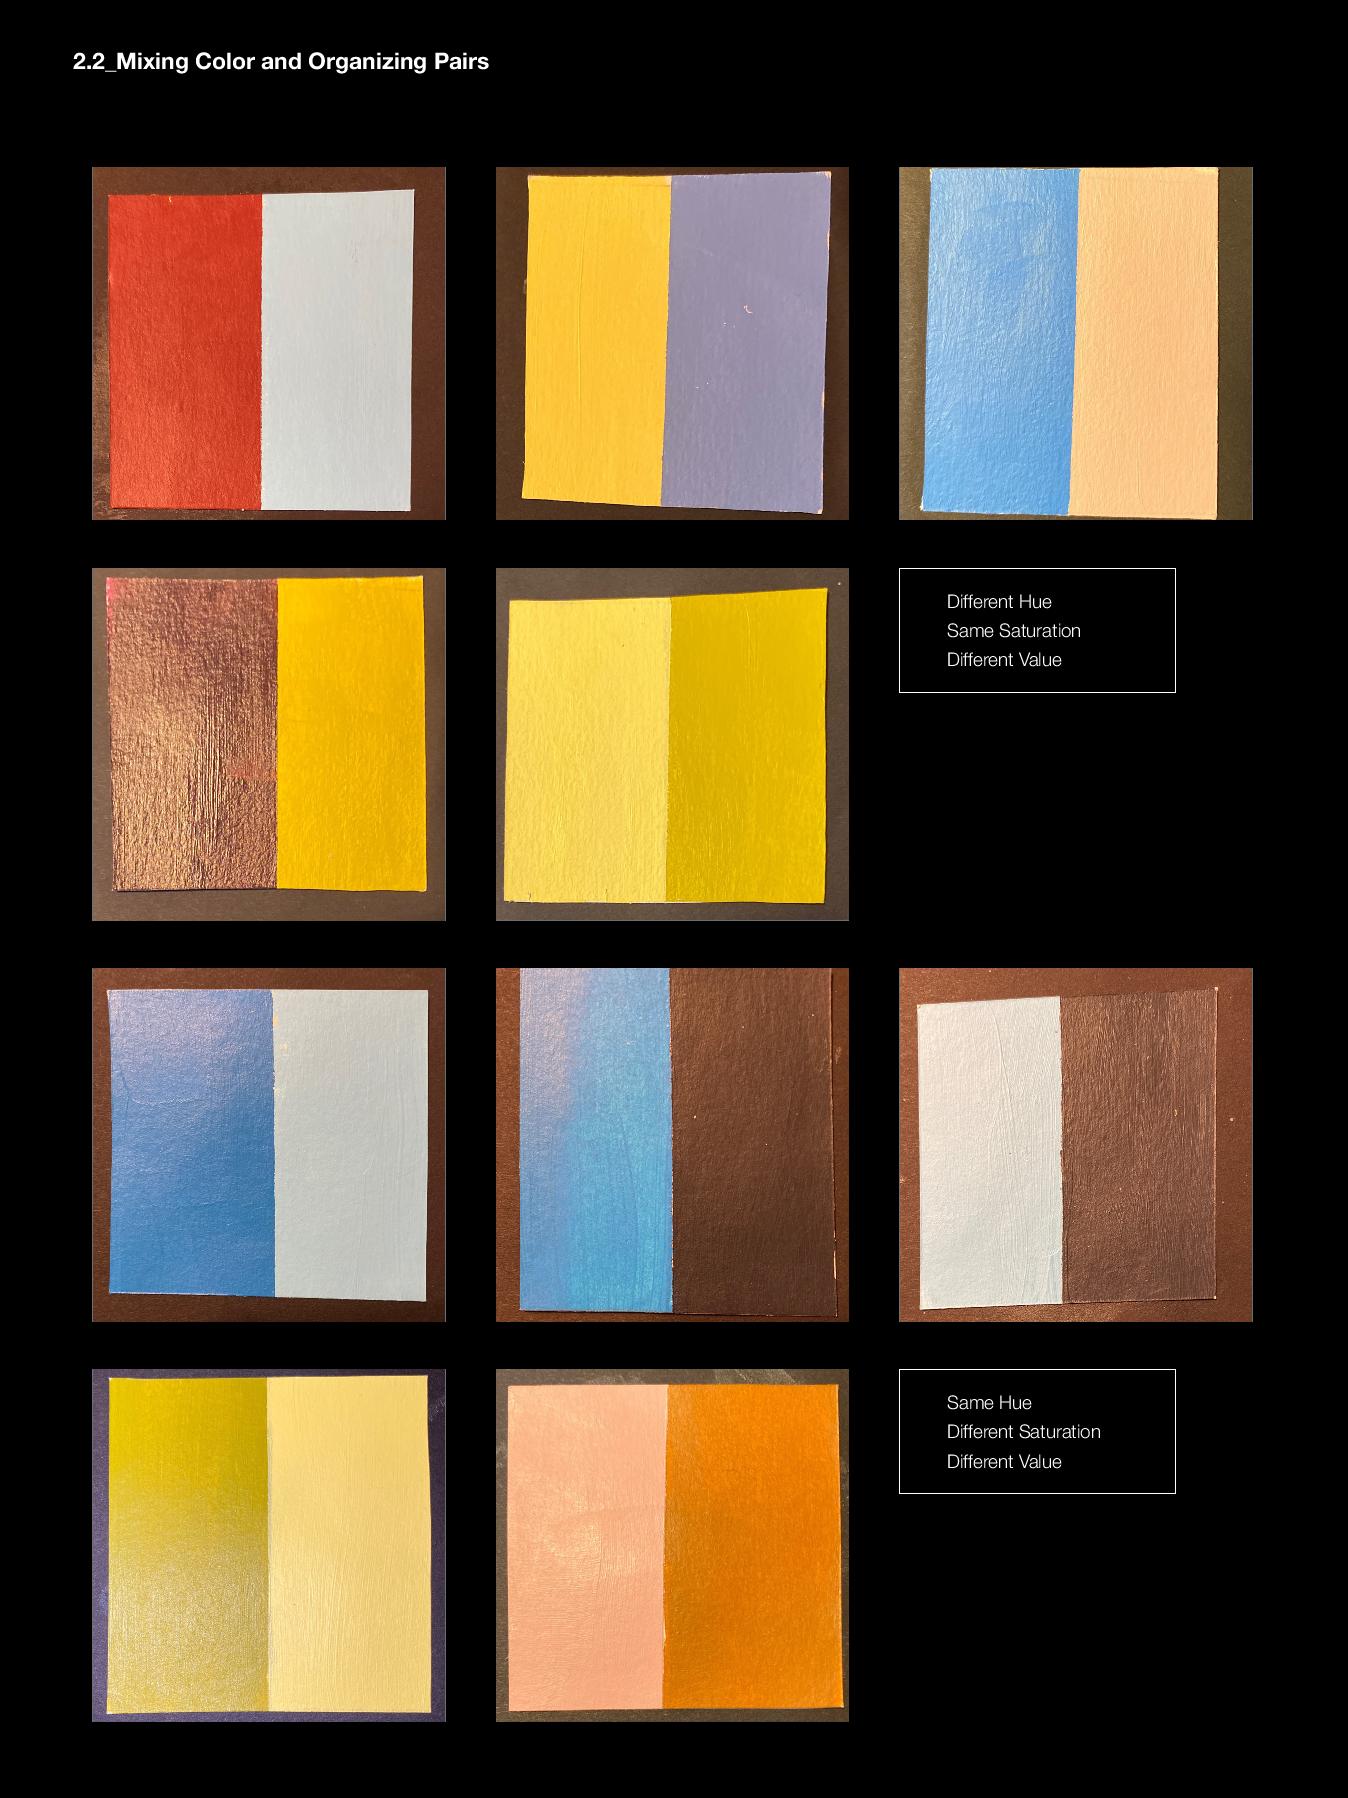 2.2_Mixing Color and Organizing Pairs
Different Hue
Same Saturation
Different Value
Same Hue
Different Saturation
Different Value